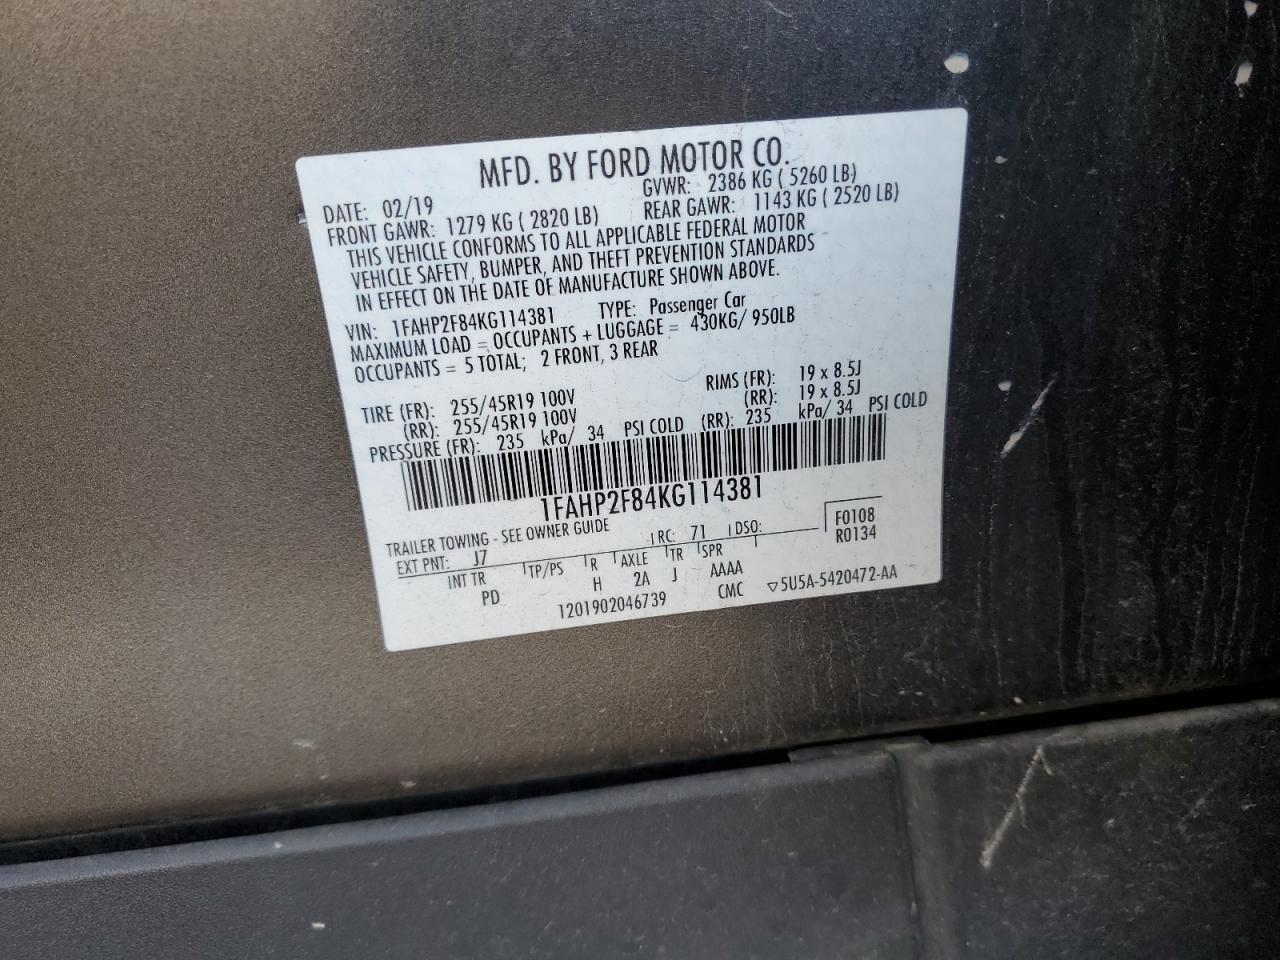 MFD. BY FORD MOTOR CO.
DATE: 02/19 GVWR: 2386 KG ( 5260 LB)
FRONT GAWR: 1279 KG ( 2820 LB) REAR GAWR: 1143 KG ( 2520 LB)
THIS VEHICLE CONFORMS TO ALL APPLICABLE FEDERAL MOTOR
VEHICLE SAFETY, BUMPER, AND THEFT PREVENTION STANDARDS
IN EFFECT ON THE DATE OF MANUFACTURE SHOWN ABOVE.
VIN: 1FAHP2F84KG114381 TYPE: Passenger Car
MAXIMUM LOAD = OCCUPANTS + LUGGAGE = 430KG/ 950LB
OCCUPANTS = 5 TOTAL; 2 FRONT, 3 REAR
TIRE (FR): 255/45R19 100V RIMS (FR): 19 x 8.5J
(RR): 255/45R19 100V (RR): 19 x 8.5J
PRESSURE (FR): 235 kPa/ 34 PSI COLD (RR): 235 kPa/ 34 PSI COLD
1FAHP2F84KG114381
TRAILER TOWING - SEE OWNER GUIDE F0108
EXT PNT: J7 RC: 71 DSO: R0134
INT TR TP/PS R AXLE TR SPR
PD H 2A J AAAA
1201902046739 CMC ▽5U5A-5420472-AA